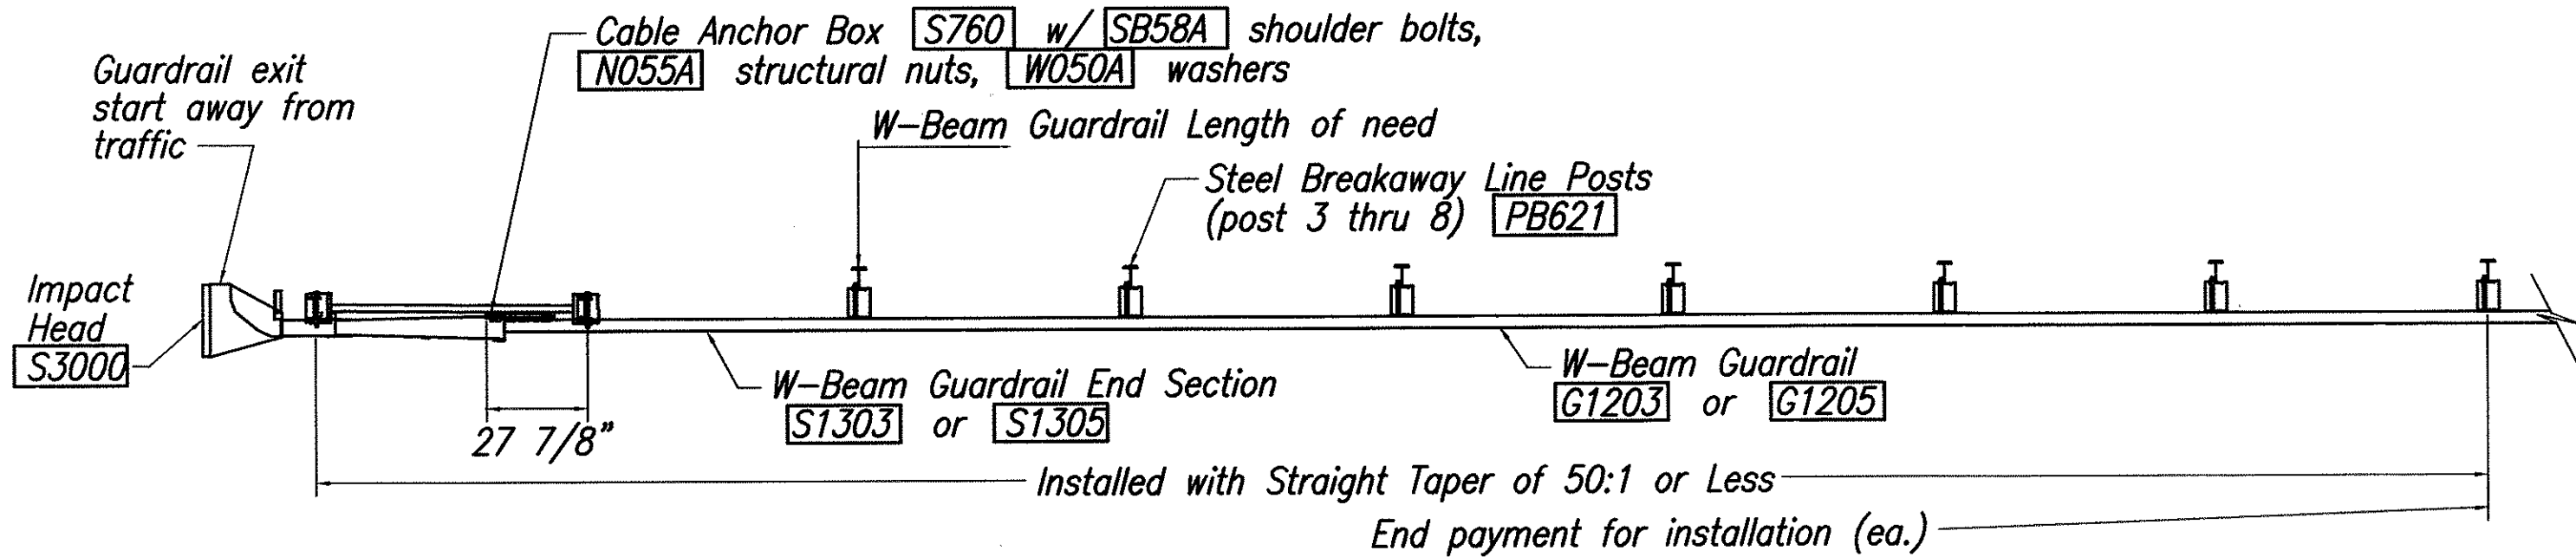 Cable Anchor Box S760 w/ SB58A shoulder bolts,
N055A structural nuts, W050A washers
Guardrail exit
start away from
traffic
W-Beam Guardrail Length of need
Steel Breakaway Line Posts
(post 3 thru 8) PB621
Impact
Head
S3000
W-Beam Guardrail End Section
S1303 or S1305
W-Beam Guardrail
G1203 or G1205
27 7/8"
Installed with Straight Taper of 50:1 or Less
End payment for installation (ea.)